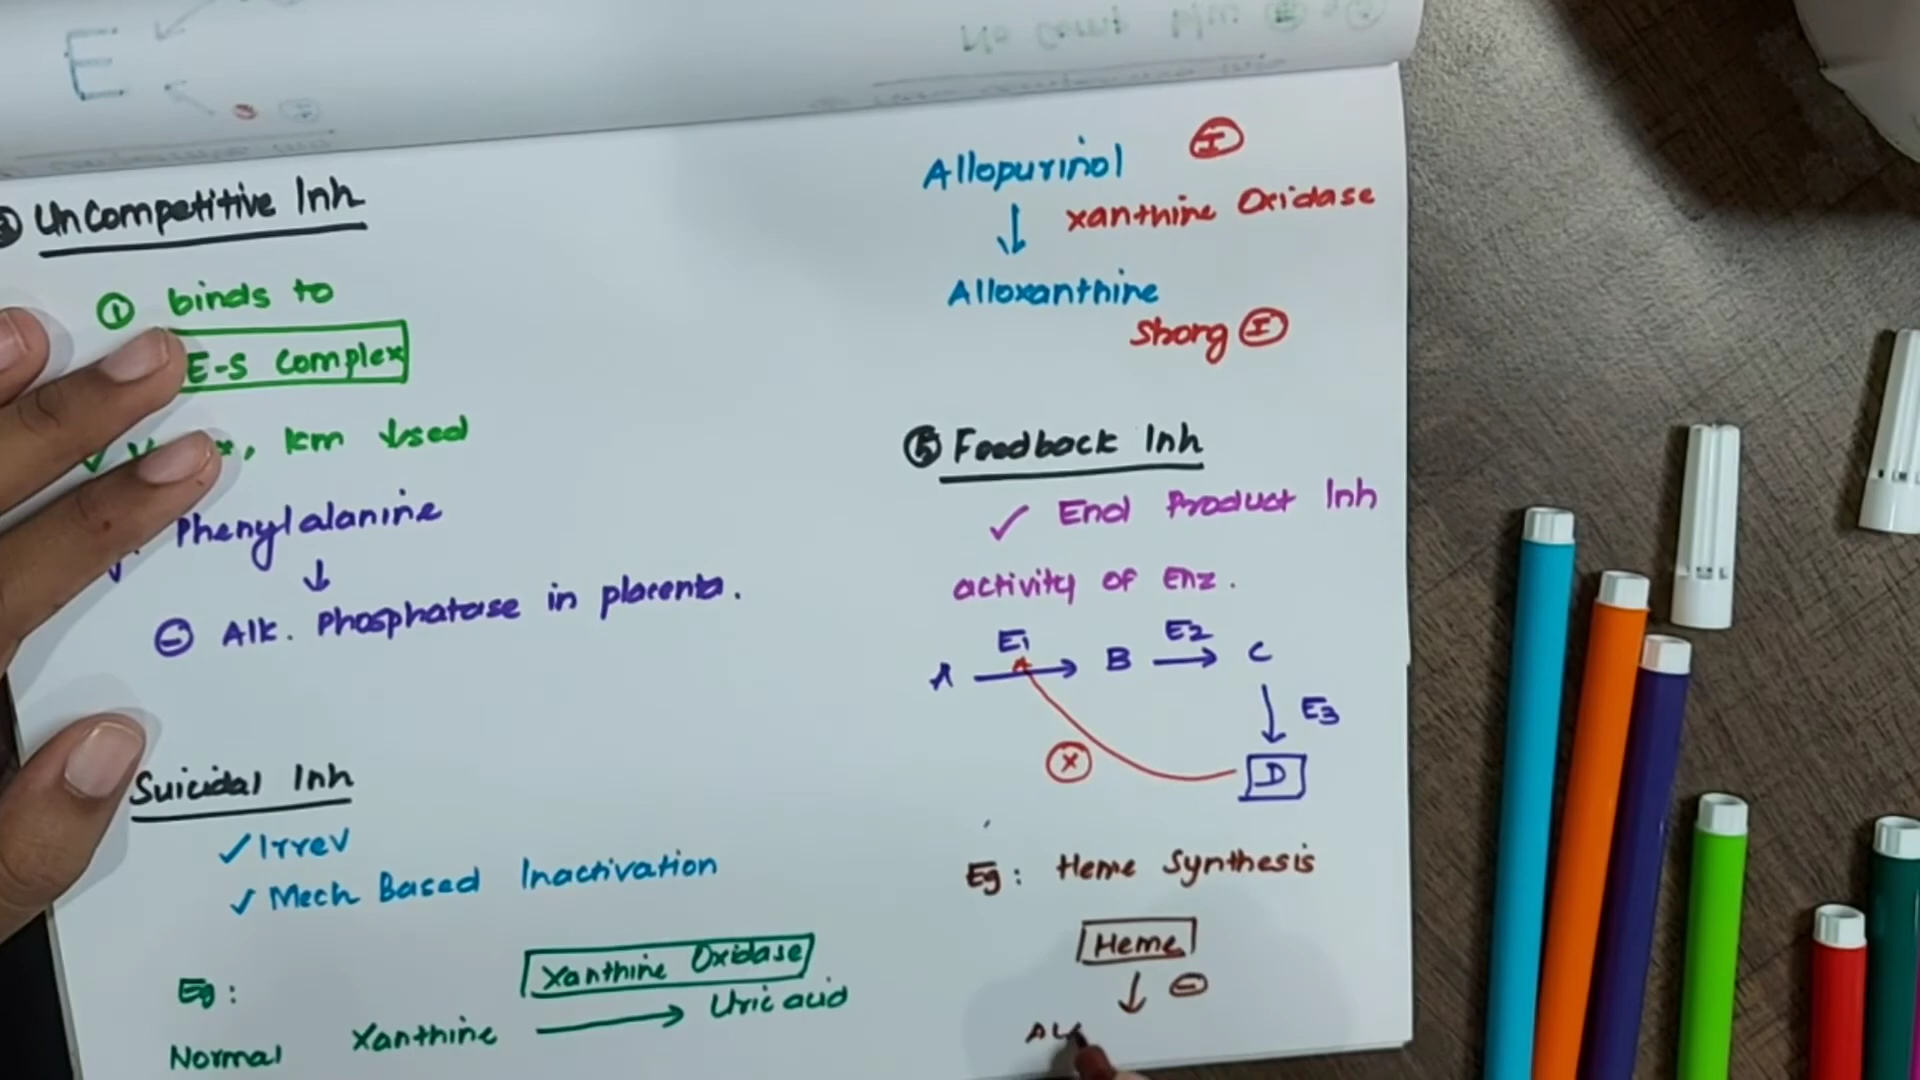 E
UnCompetitive Inh
① binds to
E-S Complex
, km ↓sed
Phenylalanine
↓
⊖ Alk. Phosphatase in placenta.
Suicidal Inh
✓ Irrev
✓ Mech Based Inactivation
Eg:
Xanthine Oxidase
Normal Xanthine → Uric acid
Allopurinol Ⓘ
↓ Xanthine Oxidase
Alloxanthine
Strong Ⓘ
⑤ Feedback Inh
✓ End Product Inh
activity of Enz.
E1 E2
A → B → C
↓ E3
ⓧ D
Eg: Heme Synthesis
Heme
↓ ⊖